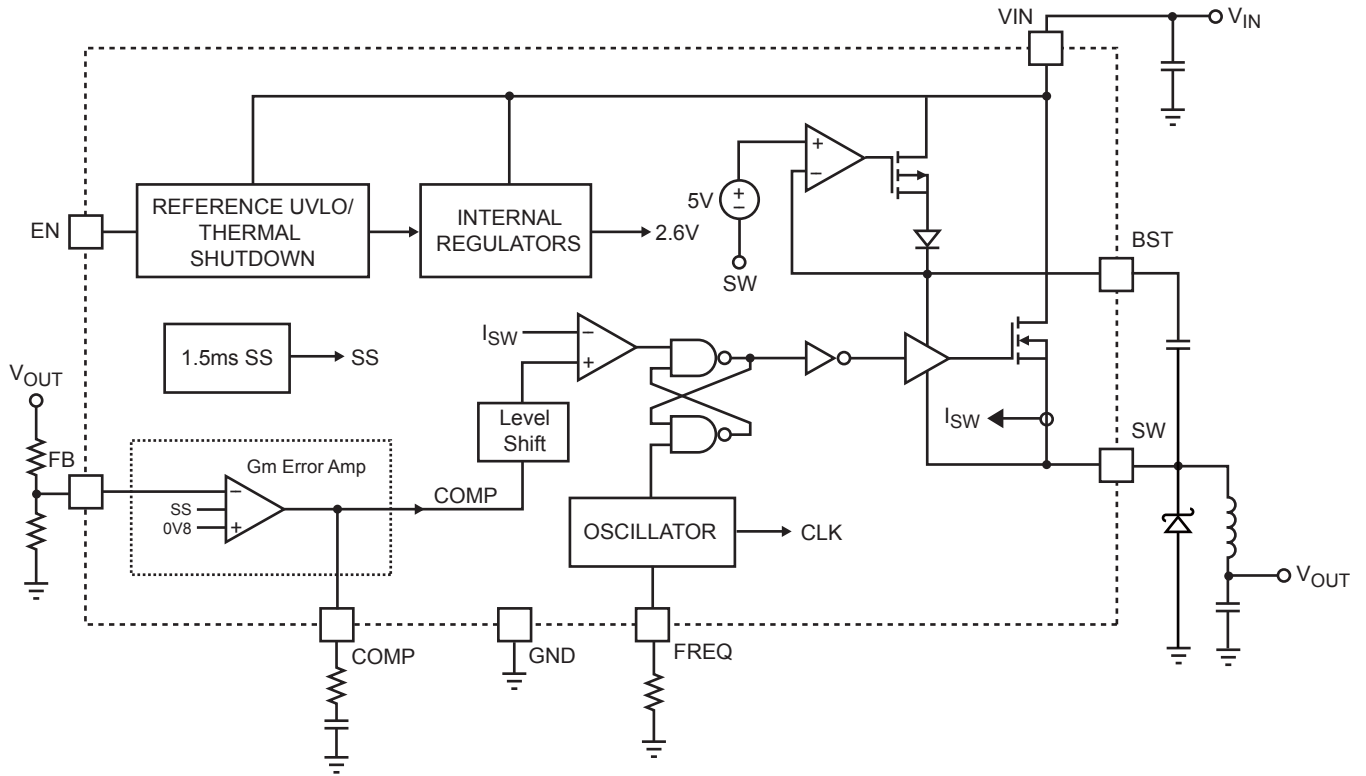 VIN
VIN
REFERENCE UVLO/
THERMAL
SHUTDOWN
INTERNAL
REGULATORS
2.6V
EN
+
–
5V
+
–
SW
BST
1.5ms SS
SS
ISW
–
+
Level
Shift
ISW
SW
VOUT
FB
Gm Error Amp
–
SS
0V8
+
COMP
OSCILLATOR
CLK
VOUT
COMP
GND
FREQ